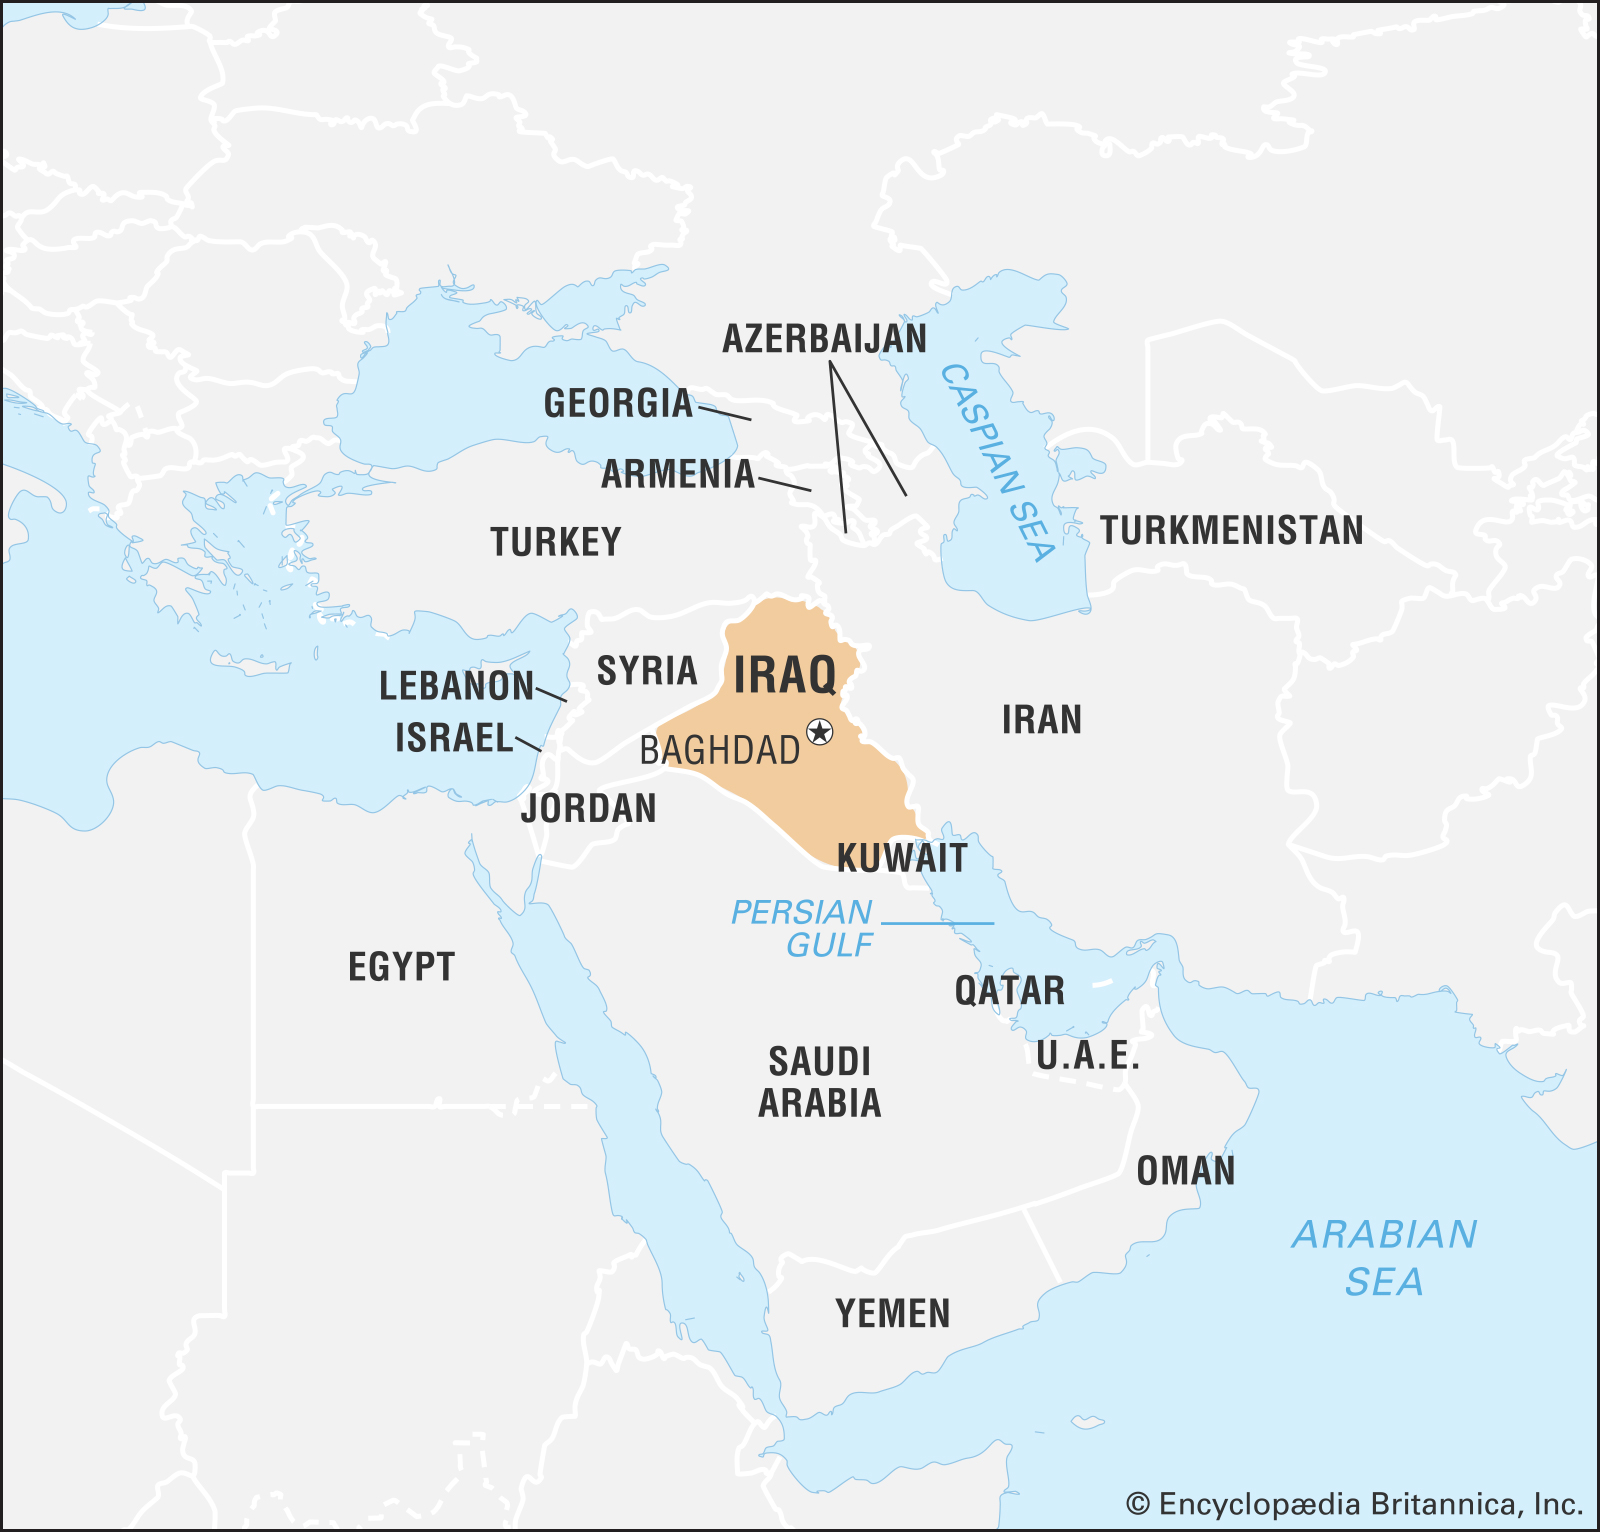 AZERBAIJAN
CASPIAN SEA
GEORGIA
ARMENIA
TURKEY
TURKMENISTAN
SYRIA
IRAQ
LEBANON
ISRAEL
BAGHDAD
IRAN
JORDAN
KUWAIT
PERSIAN
GULF
EGYPT
QATAR
SAUDI
ARABIA
U.A.E.
OMAN
ARABIAN
SEA
YEMEN
© Encyclopædia Britannica, Inc.